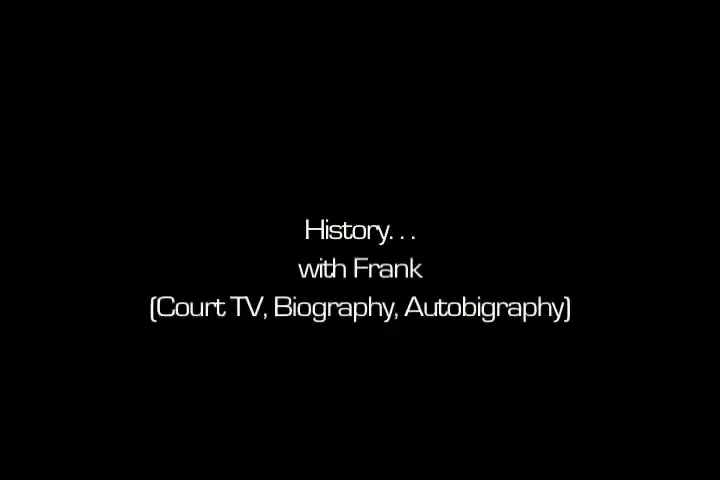 History. . .
with Frank
(Court TV, Biography, Autobigraphy)